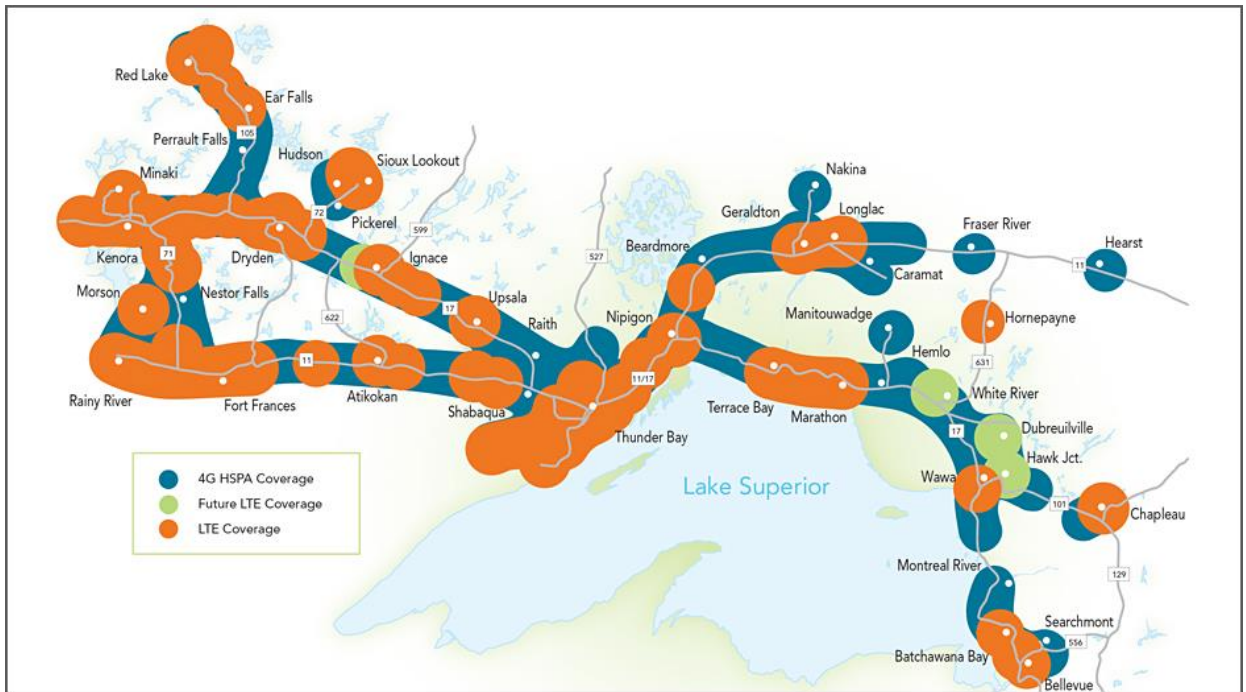 Red Lake
Ear Falls
105
Perrault Falls
Hudson
Sioux Lookout
Minaki
72
Pickerel
599
Nakina
Geraldton
Longlac
Fraser River
Hearst
527
Beardmore
Kenora
71
Dryden
Ignace
Caramat
11
Morson
Nestor Falls
17
Upsala
622
Raith
Nipigon
Manitouwadge
Hornepayne
11
Hemlo
631
11/17
Rainy River
Fort Frances
Atikokan
Shabaqua
Terrace Bay
Marathon
White River
Thunder Bay
17
Dubreuilville
Hawk Jct.
4G HSPA Coverage
Future LTE Coverage
LTE Coverage
Lake Superior
Wawa
101
Chapleau
Montreal River
129
Searchmont
556
Batchawana Bay
Bellevue